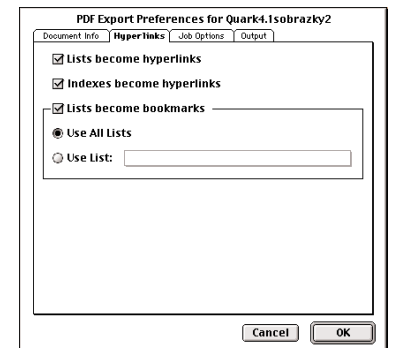 PDF Export Preferences for Quark4.1sobrazky2
Document Info Hyperlinks Job Options Output
Lists become hyperlinks
Indexes become hyperlinks
Lists become bookmarks
Use All Lists
Use List:
Cancel OK